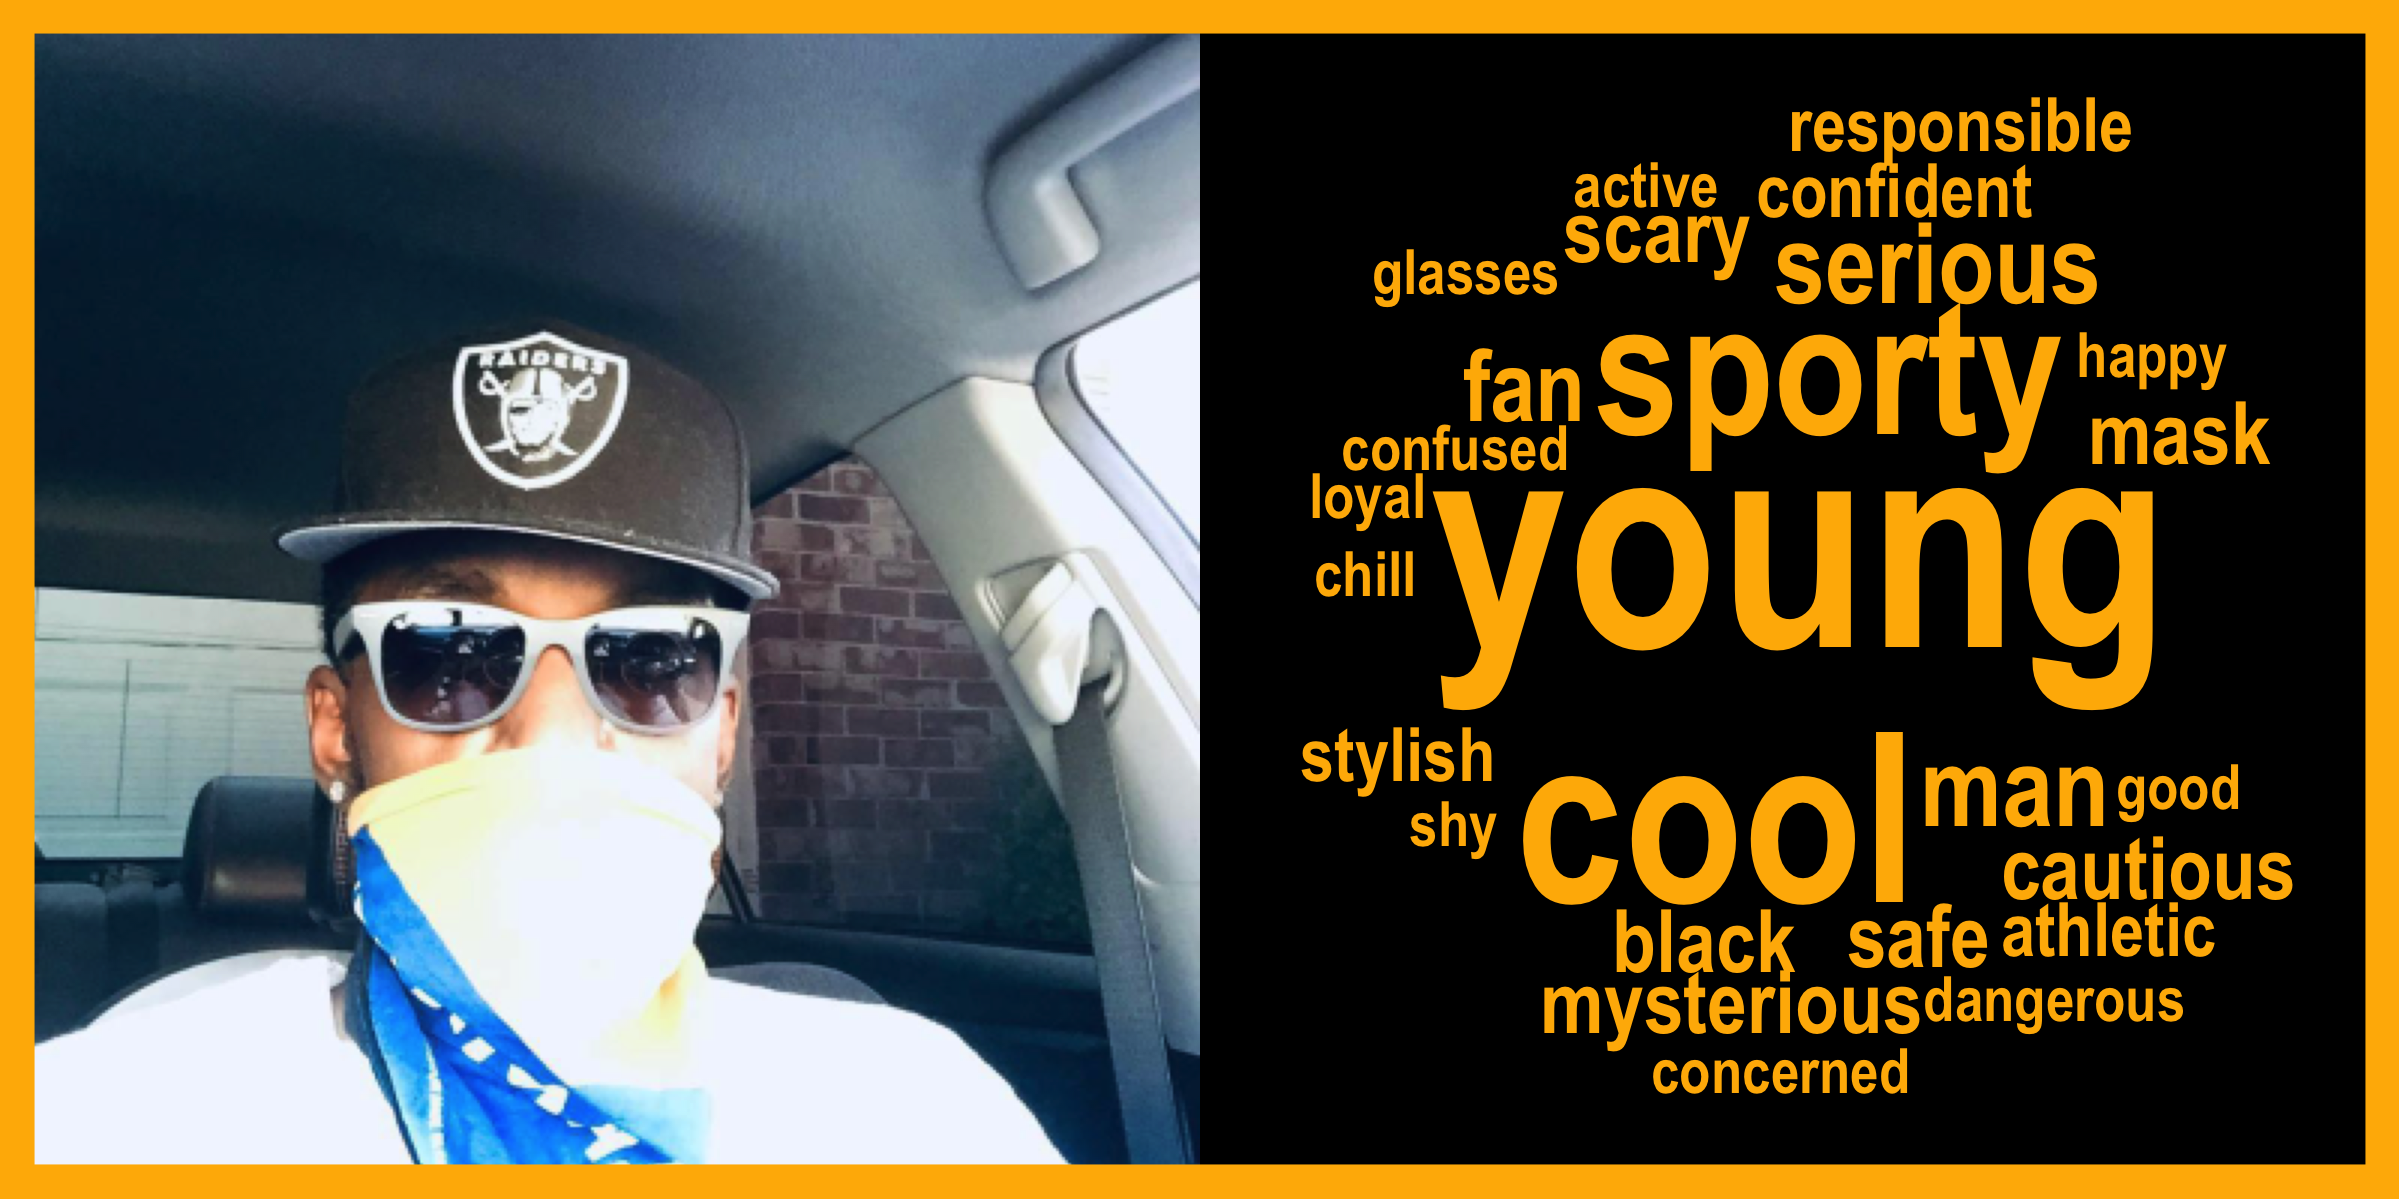 RAIDERS
responsible
active confident
scary
glasses serious
sporty happy
fan mask
confused
loyal young
chill
stylish cool man good
shy cautious
black safe athletic
mysterious dangerous
concerned